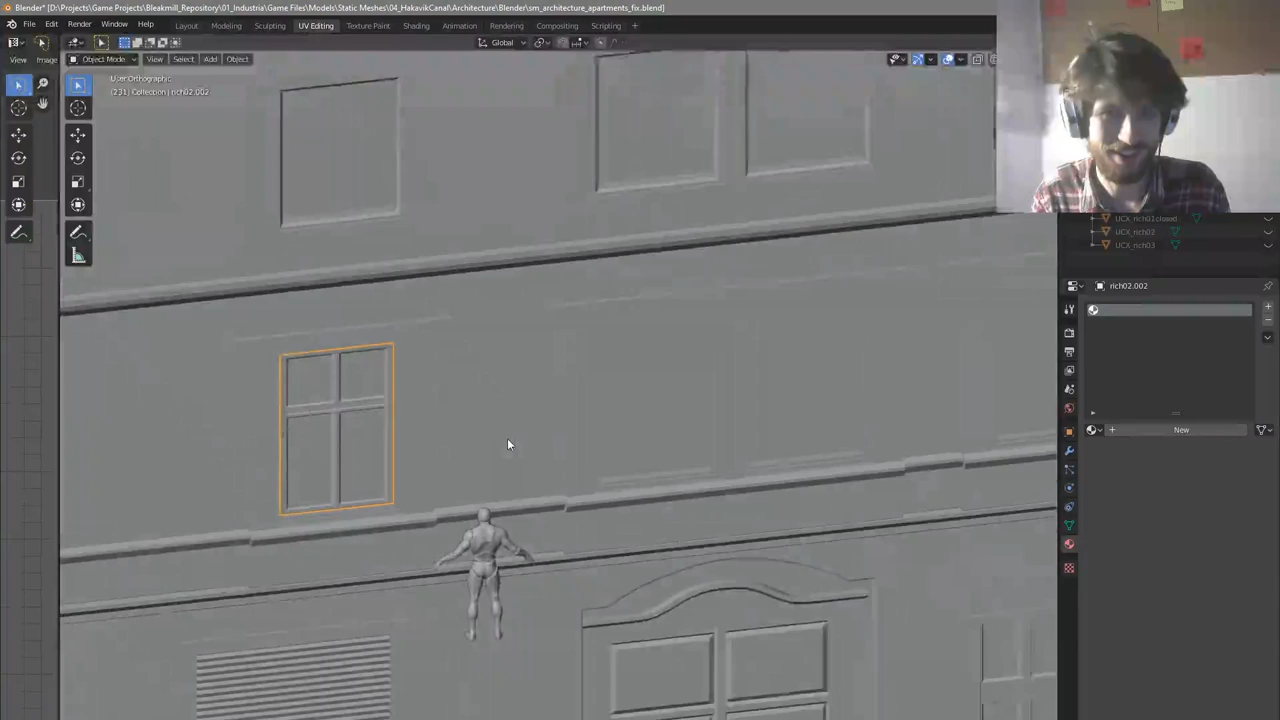 Blender* [D:\Projects\Game Projects\Bleakmill_Repository\01_Industria\Game Files\Models\Static Meshes\04_HakavikCanal\Architecture\Blender\sm_architecture_apartments_fix.blend]
File Edit Render Window Help Layout Modeling Sculpting UV Editing Texture Paint Shading Animation Rendering Compositing Scripting +
Global
View Image Object Mode View Select Add Object
User Orthographic
(231) Collection | rich02.002
UCX_rich01closed
UCX_rich02
UCX_rich03
rich02.002
New